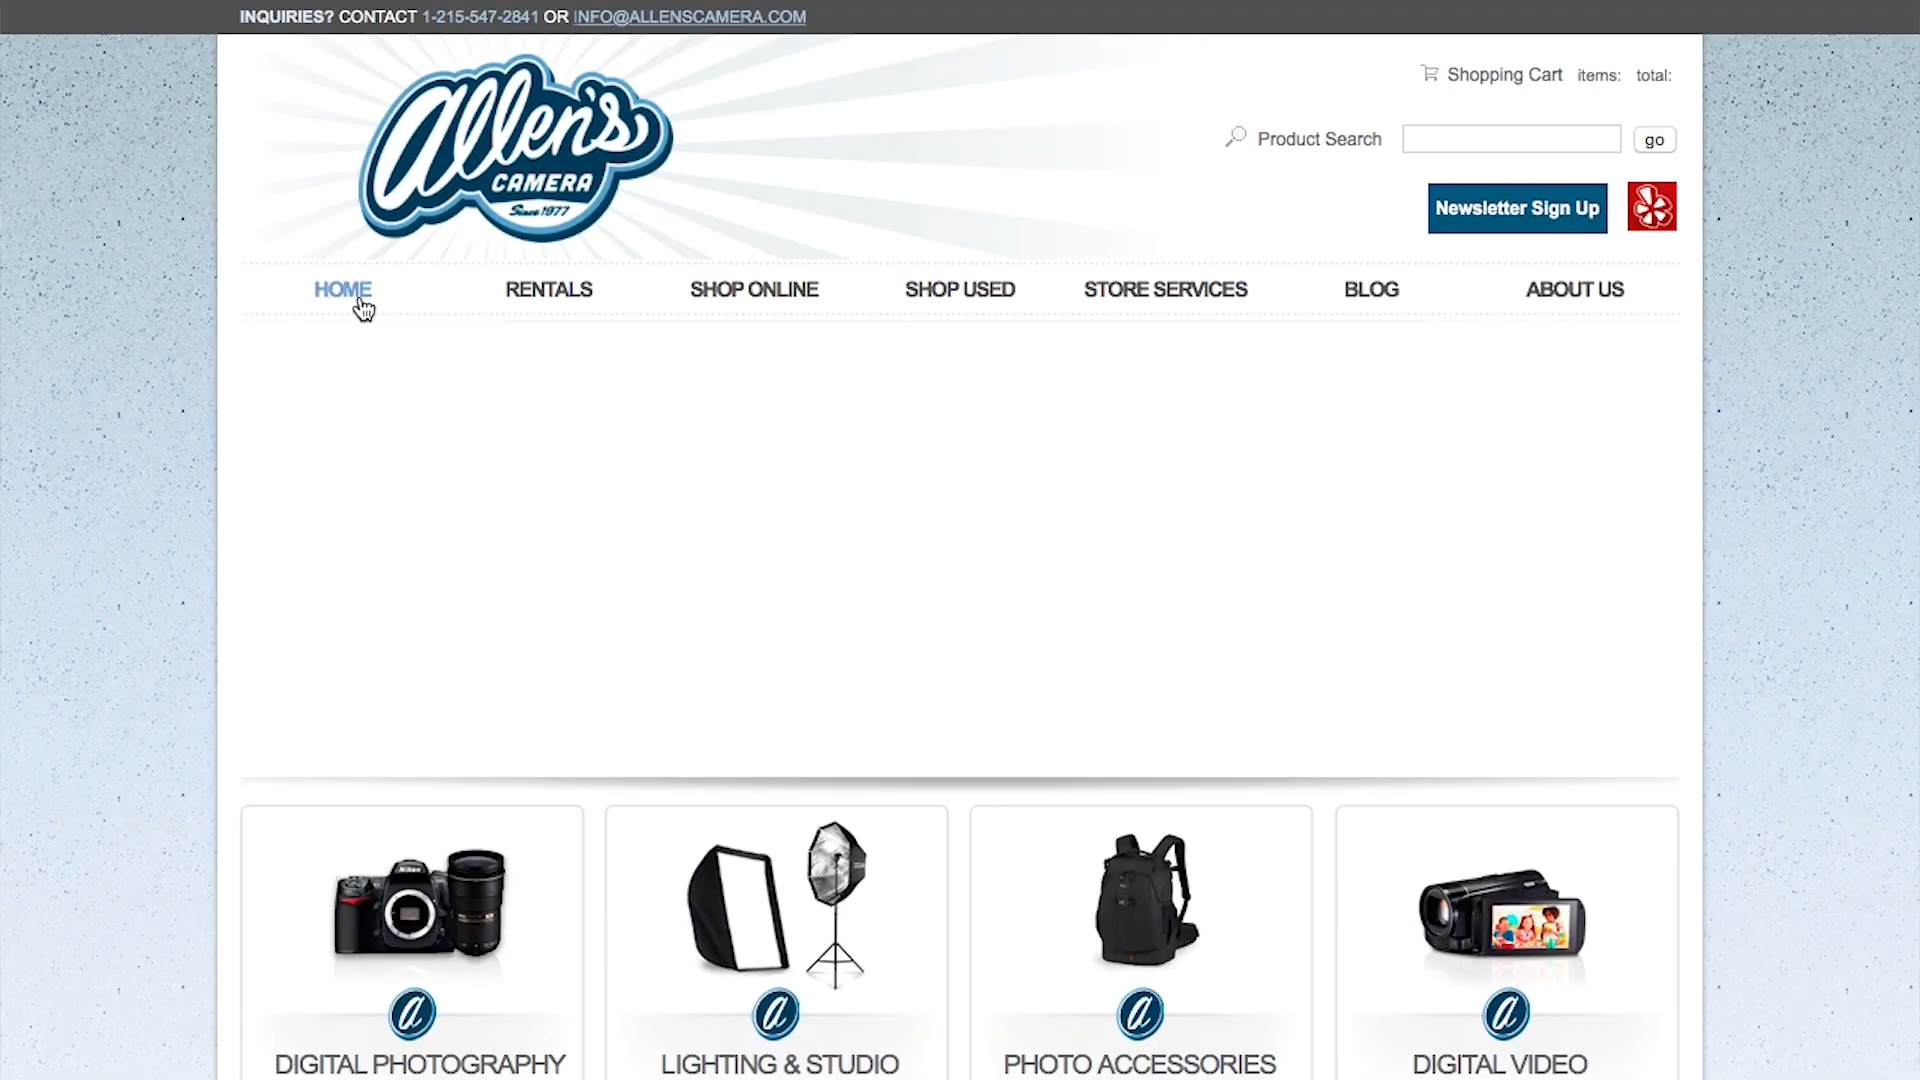 INQUIRIES? CONTACT 1-215-547-2841 OR INFO@ALLENSCAMERA.COM
Allen's
CAMERA
Since 1977
Shopping Cart items: total:
Product Search go
Newsletter Sign Up
HOME RENTALS SHOP ONLINE SHOP USED STORE SERVICES BLOG ABOUT US
Nikon
a a a a
DIGITAL PHOTOGRAPHY LIGHTING & STUDIO PHOTO ACCESSORIES DIGITAL VIDEO